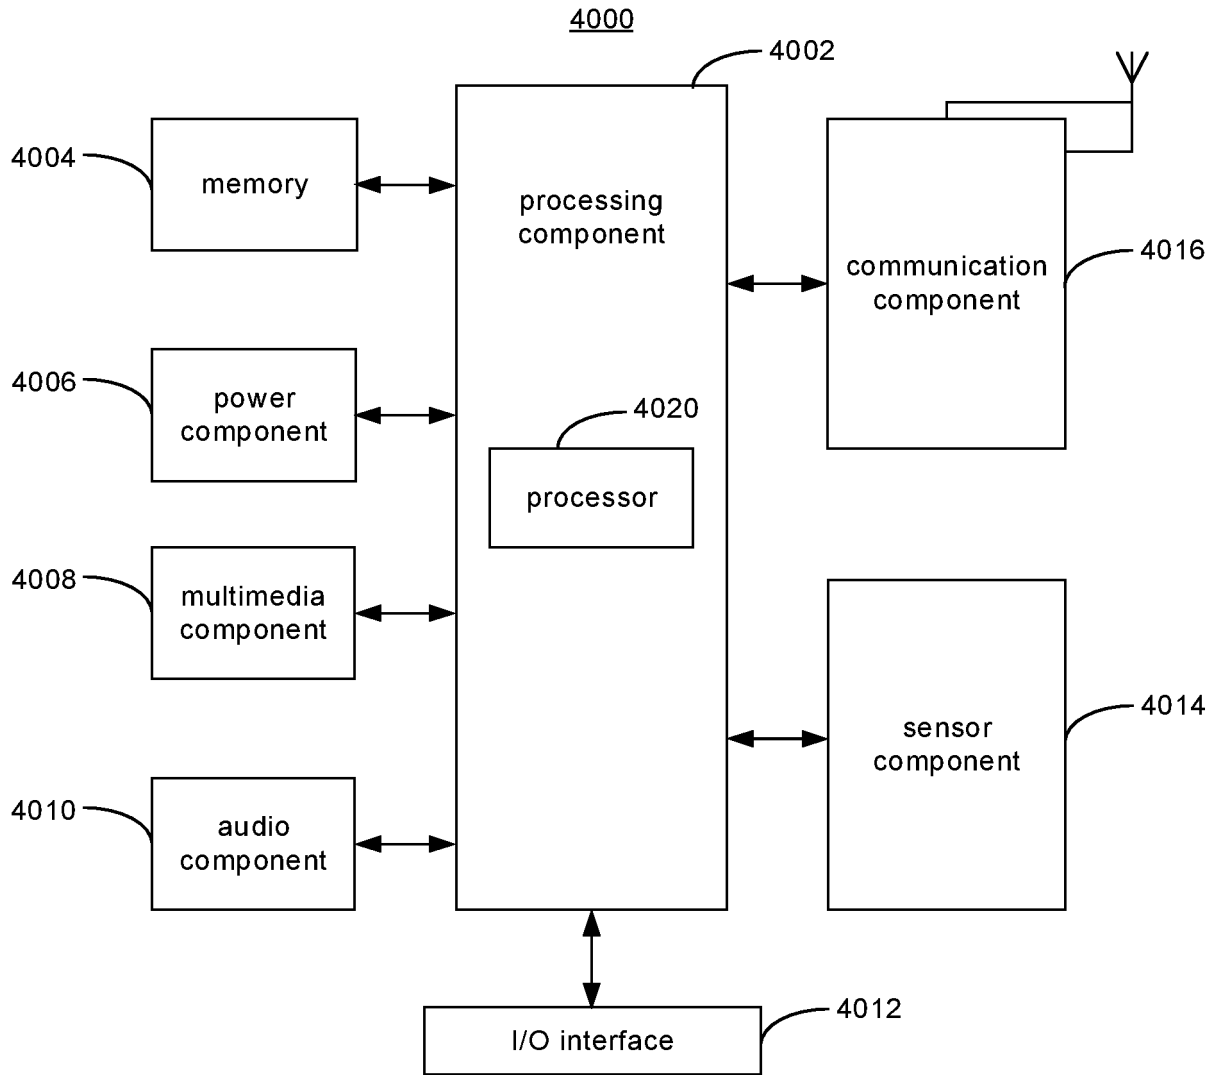 4000
4002
4004
memory
processing
component
communication
component
4016
4006
power
component
4020
processor
4008
multimedia
component
sensor
component
4014
4010
audio
component
4012
I/O interface